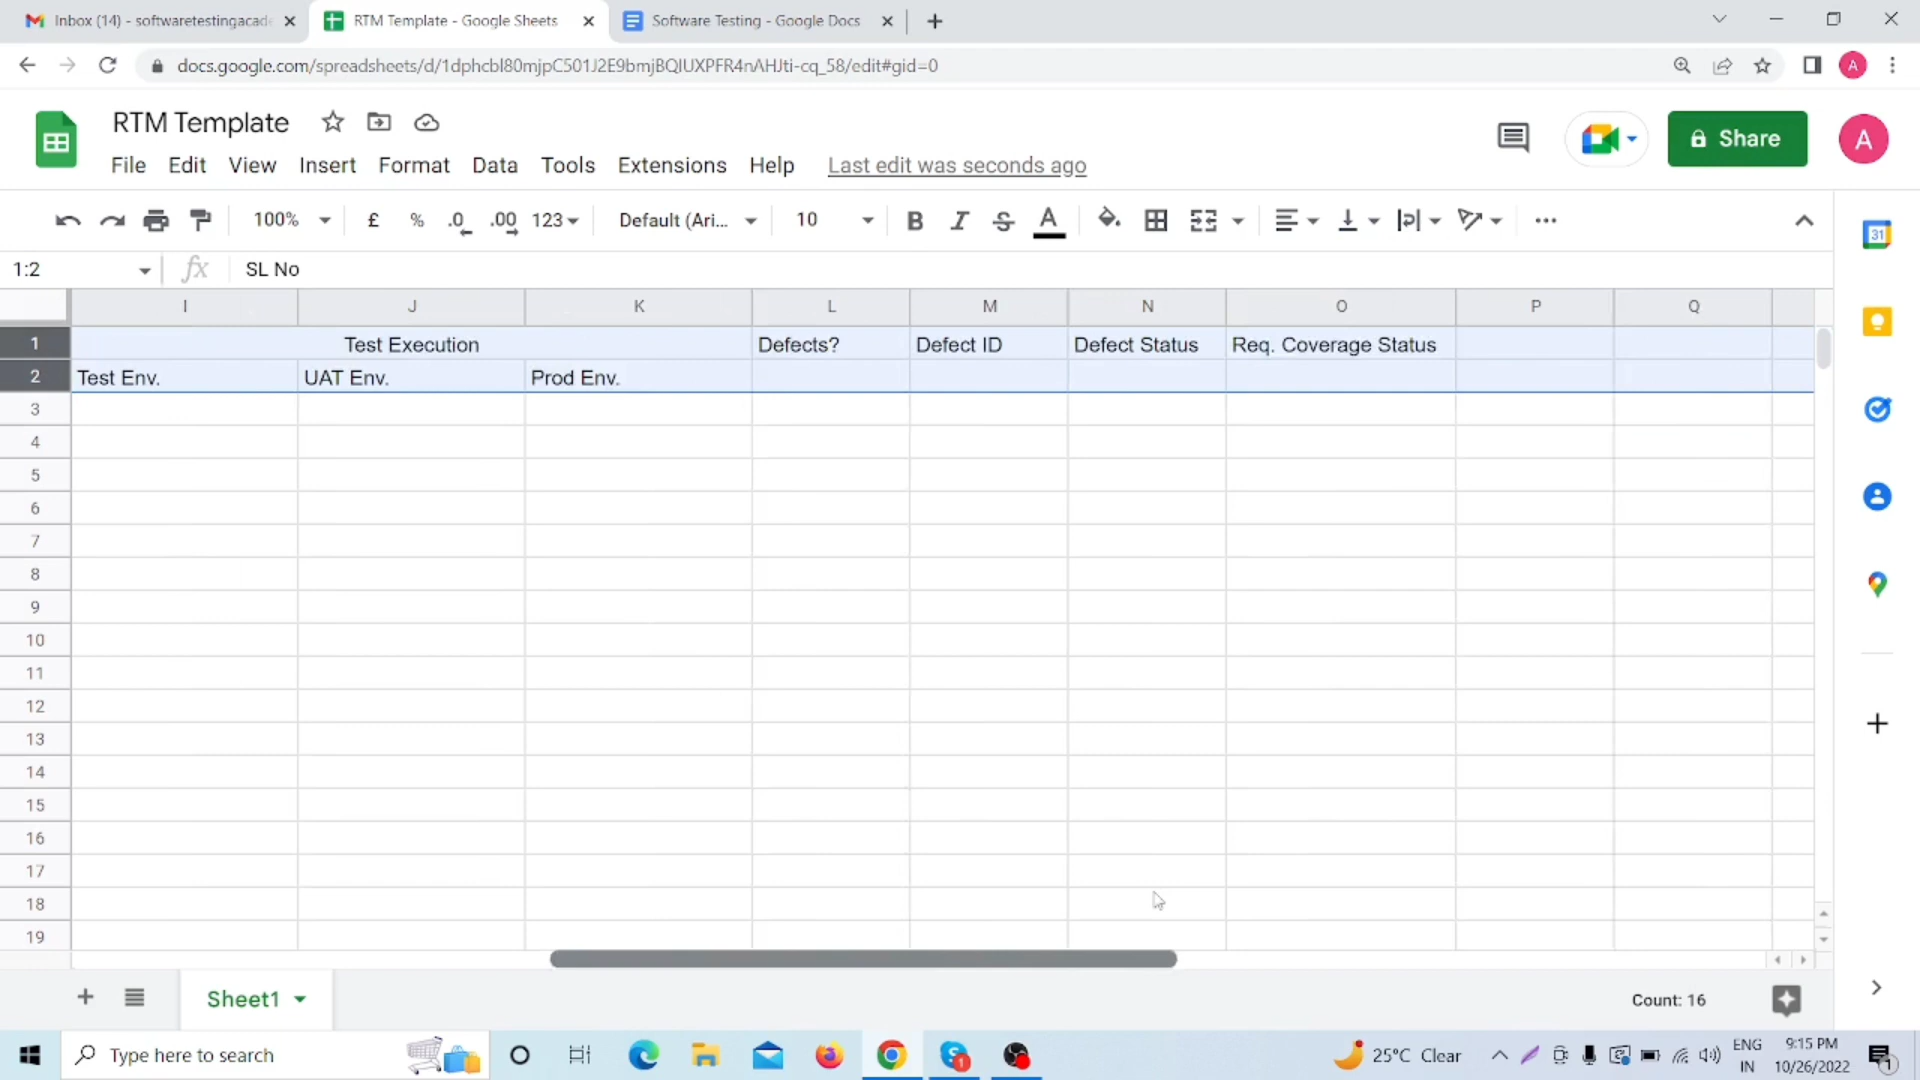 Inbox (14) - softwaretestingacade
RTM Template - Google Sheets
Software Testing - Google Docs
docs.google.com/spreadsheets/d/1dphcbl80mjpC501J2E9bmjBQIUXPFR4nAHJti-cq_58/edit#gid=0
A
RTM Template
Share
A
File Edit View Insert Format Data Tools Extensions Help Last edit was seconds ago
100% £ % .0 .00 123 Default (Ari... 10 B I S A
31
1:2 fx SL No
I J K L M N O P Q
1 Test Execution Defects? Defect ID Defect Status Req. Coverage Status
2 Test Env. UAT Env. Prod Env.
3
4
5
6
7
8
9
10
11
12
13
14
15
16
17
18
19
Sheet1 Count: 16
Type here to search
1
25°C Clear
ENG
IN
9:15 PM
10/26/2022
1